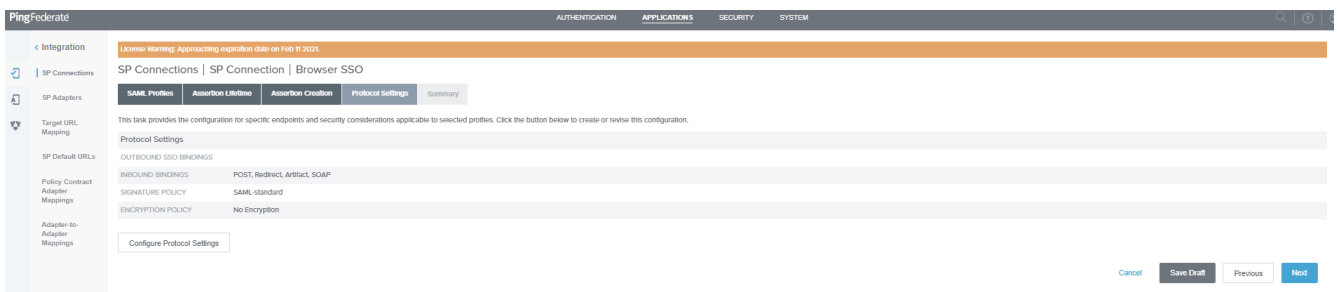 PingFederate
AUTHENTICATION APPLICATIONS SECURITY SYSTEM
< Integration
SP Connections
SP Adapters
Target URL
Mapping
SP Default URLs
Policy Contract
Adapter
Mappings
Adapter-to-
Adapter
Mappings
License Warning: Approaching expiration date on Feb 11 2021.
SP Connections | SP Connection | Browser SSO
SAML Profiles Assertion Lifetime Assertion Creation Protocol Settings Summary
This task provides the configuration for specific endpoints and security considerations applicable to selected profiles. Click the button below to create or revise this configuration.
Protocol Settings
OUTBOUND SSO BINDINGS
INBOUND BINDINGS POST, Redirect, Artifact, SOAP
SIGNATURE POLICY SAML-standard
ENCRYPTION POLICY No Encryption
Configure Protocol Settings
Cancel Save Draft Previous Next